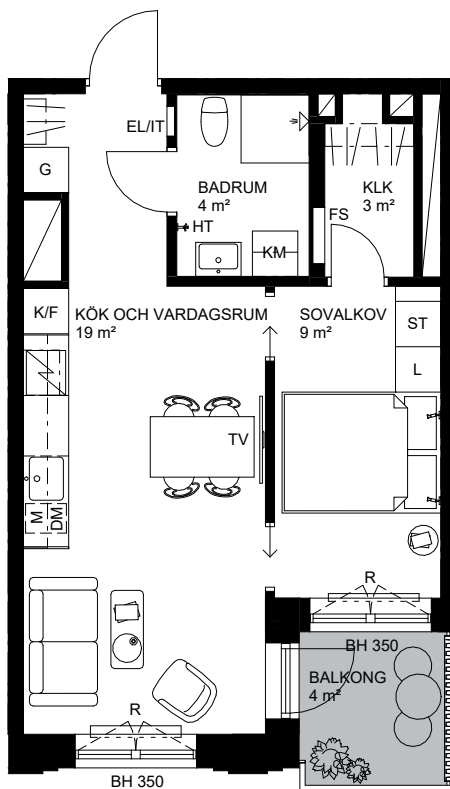 EL/IT
G
BADRUM
4 m²
KLK
3 m²
HT
FS
KM
K/F
KÖK OCH VARDAGSRUM
19 m²
SOVALKOV
9 m²
ST
L
TV
M
DM
R
BH 350
BALKONG
4 m²
R
BH 350